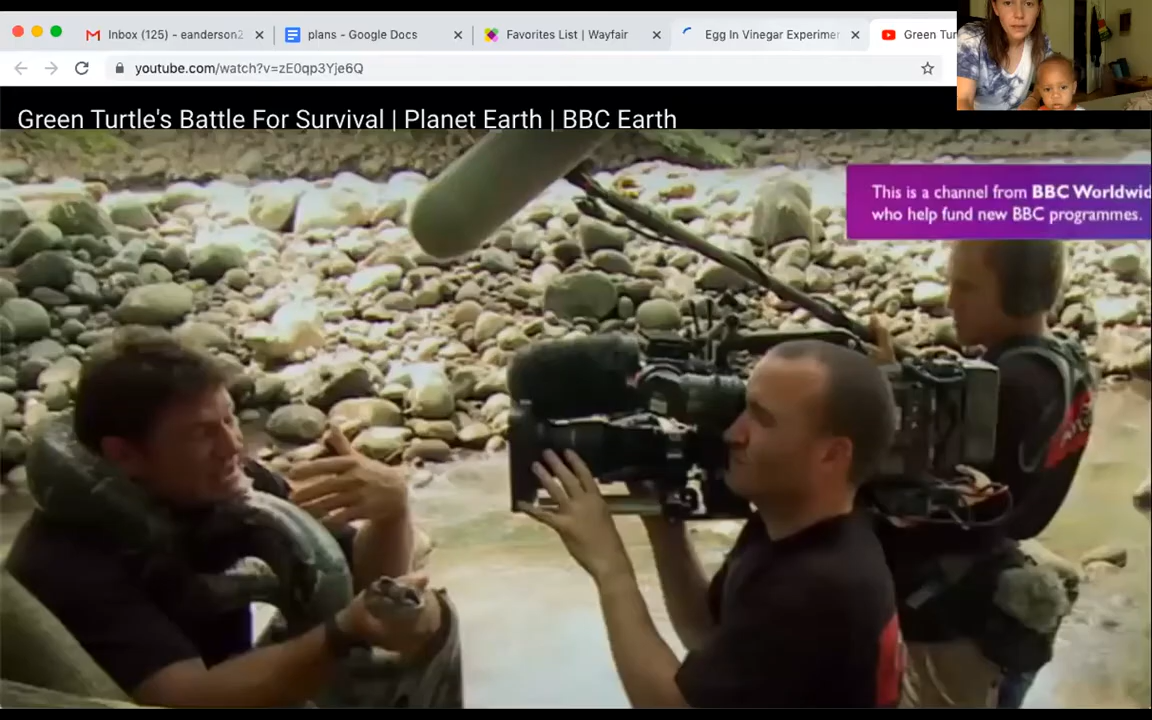 Inbox (125) - eanderson2
plans - Google Docs
Favorites List | Wayfair
Egg In Vinegar Experimen
Green Tur
youtube.com/watch?v=zE0qp3Yje6Q
Green Turtle's Battle For Survival | Planet Earth | BBC Earth
This is a channel from BBC Worldwid
who help fund new BBC programmes.